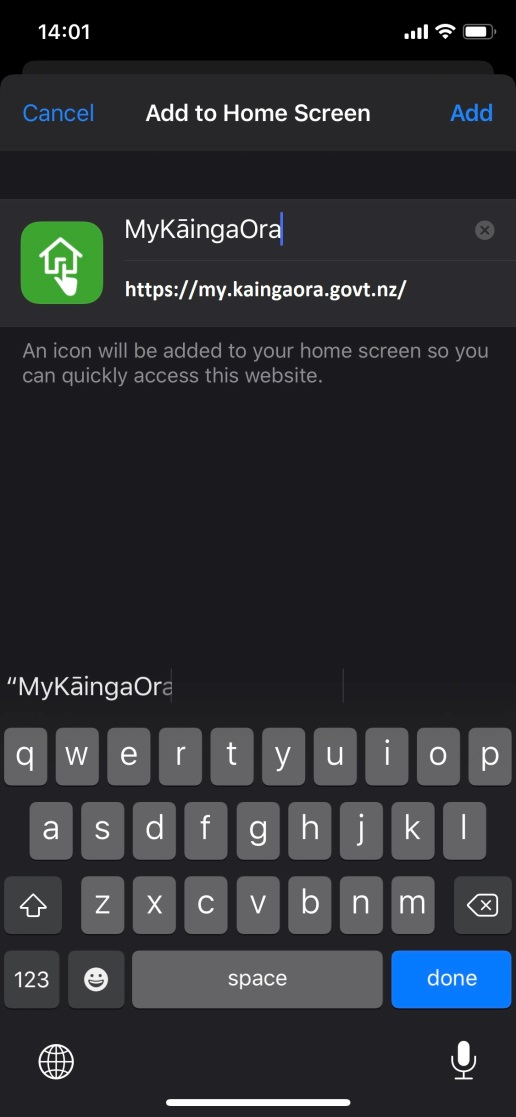 14:01
Cancel Add to Home Screen Add
MyKāingaOra
https://my.kaingaora.govt.nz/
An icon will be added to your home screen so you
can quickly access this website.
“MyKāingaOra
q w e r t y u i o p
a s d f g h j k l
z x c v b n m
123 space done